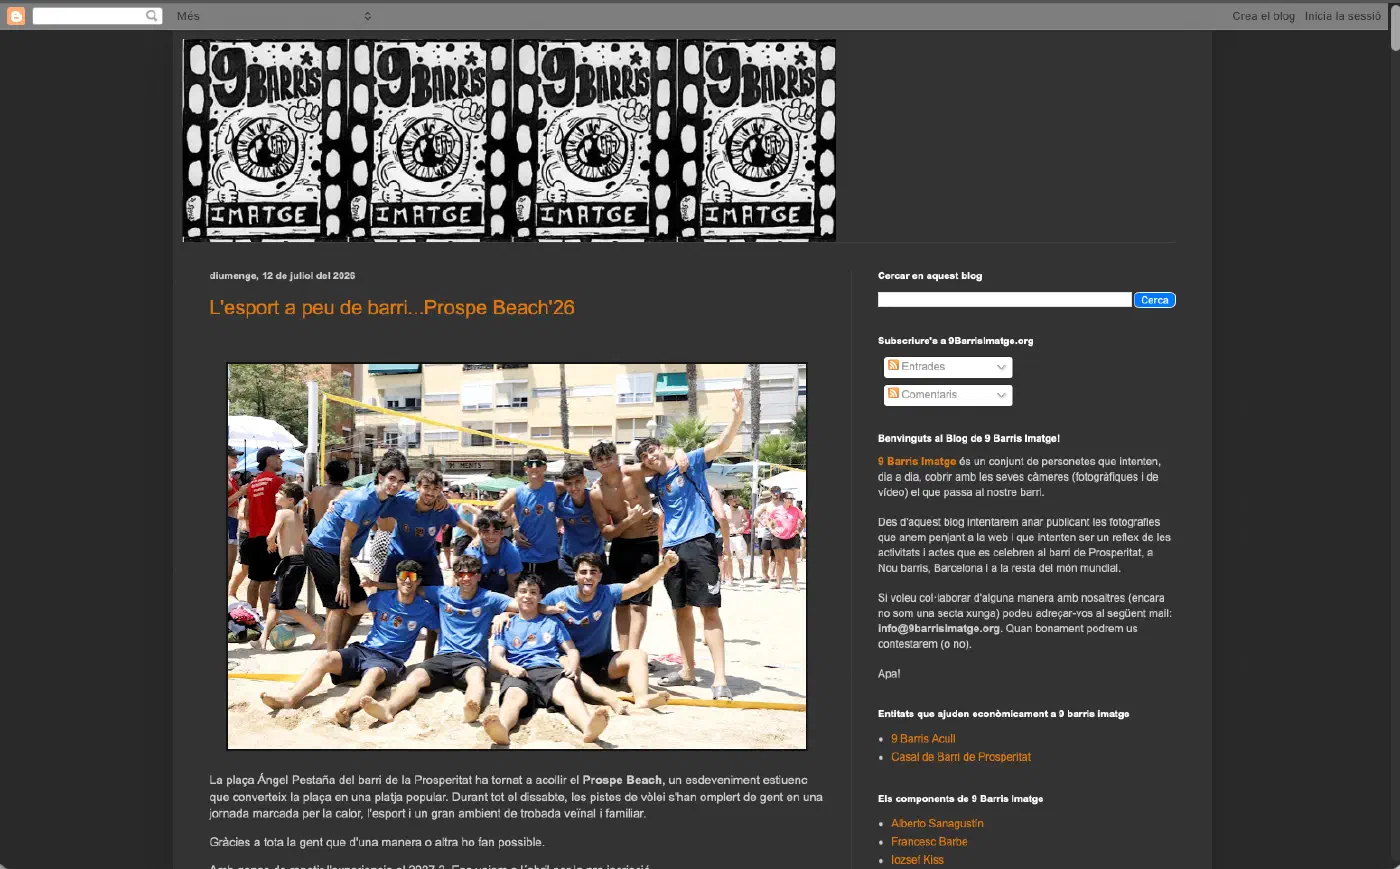 Més
Crea el blog Inicia la sessió
9 BARRIS 9 BARRIS 9 BARRIS 9 BARRIS
IMATGE IMATGE IMATGE IMATGE
diumenge, 12 de juliol del 2026
L'esport a peu de barri...Prospe Beach'26
La plaça Ángel Pestaña del barri de la Prosperitat ha tornat a acollir el Prospe Beach, un esdeveniment estiuenc
que converteix la plaça en una platja popular. Durant tot el dissabte, les pistes de vòlei s'han omplert de gent en una
jornada marcada per la calor, l'esport i un gran ambient de trobada veïnal i familiar.
Gràcies a tota la gent que d'una manera o altra ho fan possible.
Cercar en aquest blog
Cerca
Subscriure's a 9BarrisImatge.org
Entrades
Comentaris
Benvinguts al Blog de 9 Barris Imatge!
9 Barris Imatge és un conjunt de personetes que intenten,
dia a dia, cobrir amb les seves càmeres (fotogràfiques i de
vídeo) el que passa al nostre barri.
Des d'aquest blog intentarem anar publicant les fotografies
que anem penjant a la web i que intenten ser un reflex de les
activitats i actes que es celebren al barri de Prosperitat, a
Nou barris, Barcelona i a la resta del món mundial.
Si voleu col·laborar d'alguna manera amb nosaltres (encara
no som una secta xunga) podeu adreçar-vos al següent mail:
info@9barrisimatge.org. Quan bonament podrem us
contestarem (o no).
Apa!
Entitats que ajuden econòmicament a 9 barris imatge
9 Barris Acull
Casal de Barri de Prosperitat
Els components de 9 Barris Imatge
Alberto Sanagustín
Francesc Barbe
Iozsef Kiss